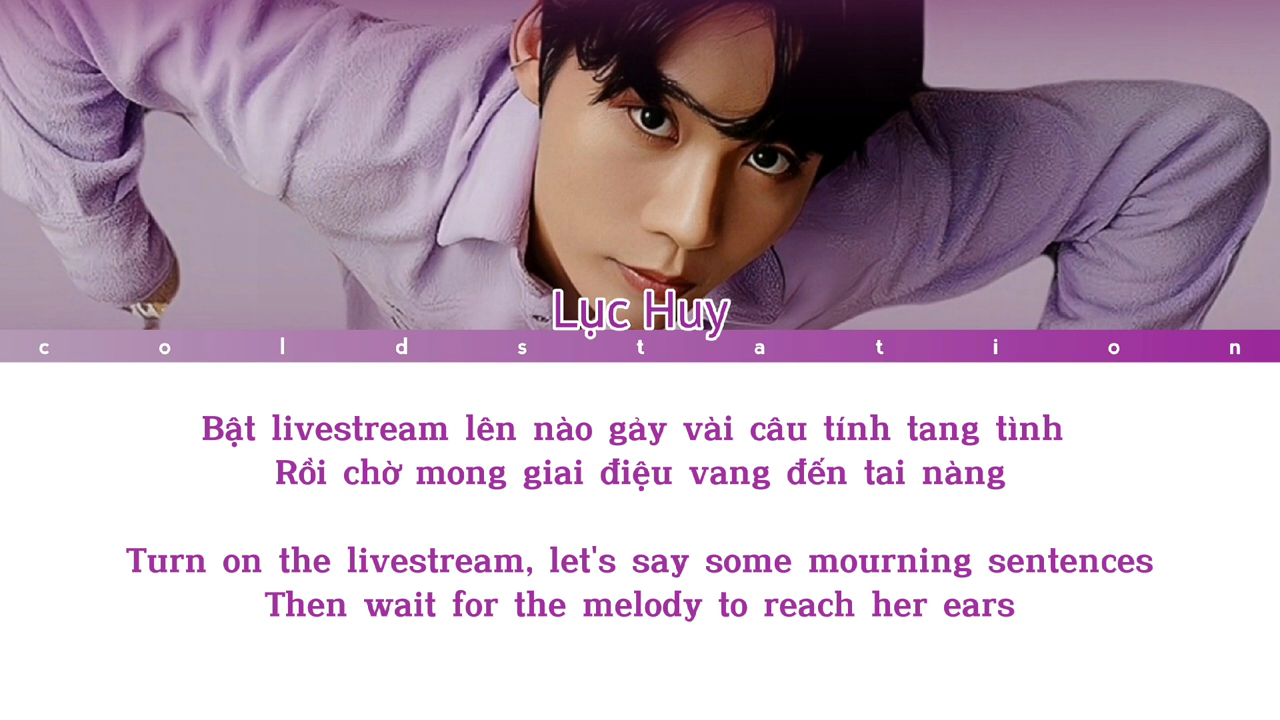 Lục Huy
coldstation
Bật livestream lên nào gảy vài câu tính tang tình
Rồi chờ mong giai điệu vang đến tai nàng
Turn on the livestream, let's say some mourning sentences
Then wait for the melody to reach her ears